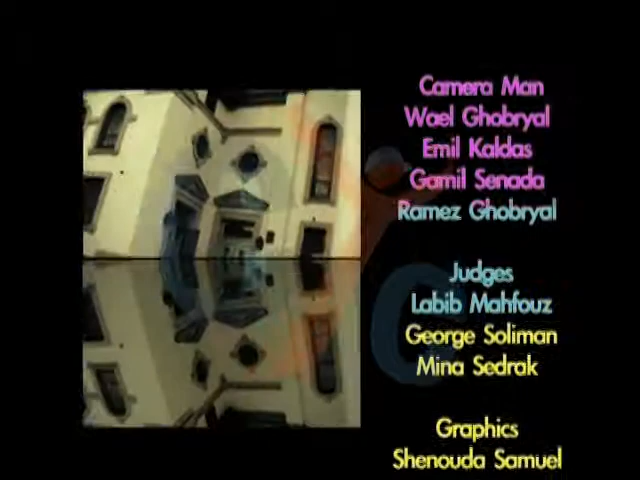 Camera Man
Wael Ghobryal
Emil Kaldas
Gamil Senada
Ramez Ghobryal
Judges
Labib Mahfouz
George Soliman
Mina Sedrak
Graphics
Shenouda Samuel